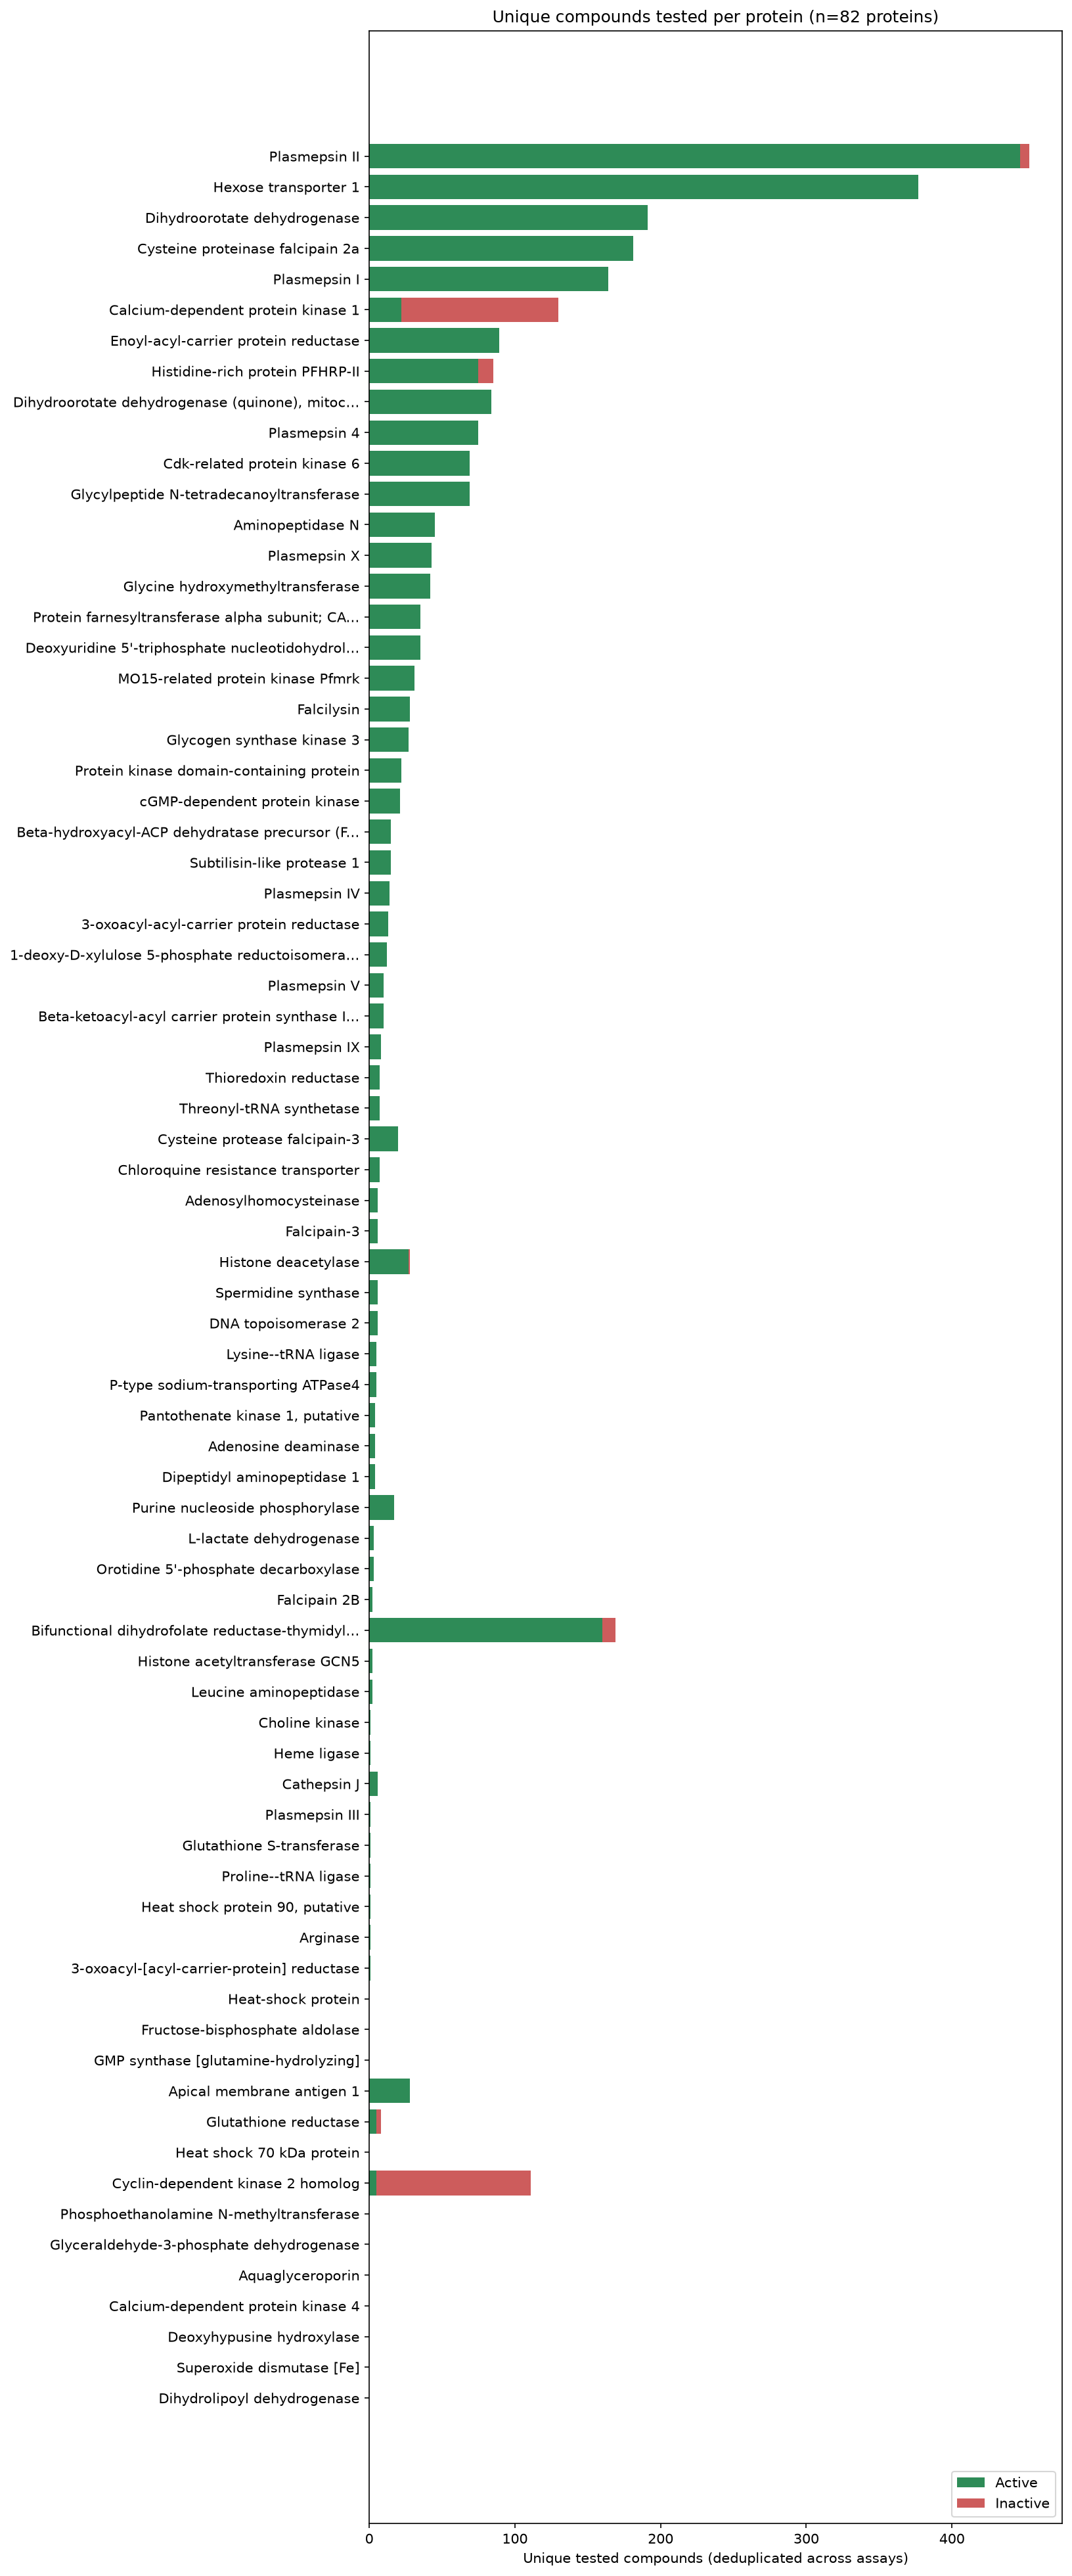 Unique compounds tested per protein (n=82 proteins)
Plasmepsin II
Hexose transporter 1
Dihydroorotate dehydrogenase
Cysteine proteinase falcipain 2a
Plasmepsin I
Calcium-dependent protein kinase 1
Enoyl-acyl-carrier protein reductase
Histidine-rich protein PFHRP-II
Dihydroorotate dehydrogenase (quinone), mitoc...
Plasmepsin 4
Cdk-related protein kinase 6
Glycylpeptide N-tetradecanoyltransferase
Aminopeptidase N
Plasmepsin X
Glycine hydroxymethyltransferase
Protein farnesyltransferase alpha subunit; CA...
Deoxyuridine 5'-triphosphate nucleotidohydrol...
MO15-related protein kinase Pfmrk
Falcilysin
Glycogen synthase kinase 3
Protein kinase domain-containing protein
cGMP-dependent protein kinase
Beta-hydroxyacyl-ACP dehydratase precursor (F...
Subtilisin-like protease 1
Plasmepsin IV
3-oxoacyl-acyl-carrier protein reductase
1-deoxy-D-xylulose 5-phosphate reductoisomera...
Plasmepsin V
Beta-ketoacyl-acyl carrier protein synthase I...
Plasmepsin IX
Thioredoxin reductase
Threonyl-tRNA synthetase
Cysteine protease falcipain-3
Chloroquine resistance transporter
Adenosylhomocysteinase
Falcipain-3
Histone deacetylase
Spermidine synthase
DNA topoisomerase 2
Lysine--tRNA ligase
P-type sodium-transporting ATPase4
Pantothenate kinase 1, putative
Adenosine deaminase
Dipeptidyl aminopeptidase 1
Purine nucleoside phosphorylase
L-lactate dehydrogenase
Orotidine 5'-phosphate decarboxylase
Falcipain 2B
Bifunctional dihydrofolate reductase-thymidyl...
Histone acetyltransferase GCN5
Leucine aminopeptidase
Choline kinase
Heme ligase
Cathepsin J
Plasmepsin III
Glutathione S-transferase
Proline--tRNA ligase
Heat shock protein 90, putative
Arginase
3-oxoacyl-[acyl-carrier-protein] reductase
Heat-shock protein
Fructose-bisphosphate aldolase
GMP synthase [glutamine-hydrolyzing]
Apical membrane antigen 1
Glutathione reductase
Heat shock 70 kDa protein
Cyclin-dependent kinase 2 homolog
Phosphoethanolamine N-methyltransferase
Glyceraldehyde-3-phosphate dehydrogenase
Aquaglyceroporin
Calcium-dependent protein kinase 4
Deoxyhypusine hydroxylase
Superoxide dismutase [Fe]
Dihydrolipoyl dehydrogenase
Active
Inactive
0 100 200 300 400
Unique tested compounds (deduplicated across assays)